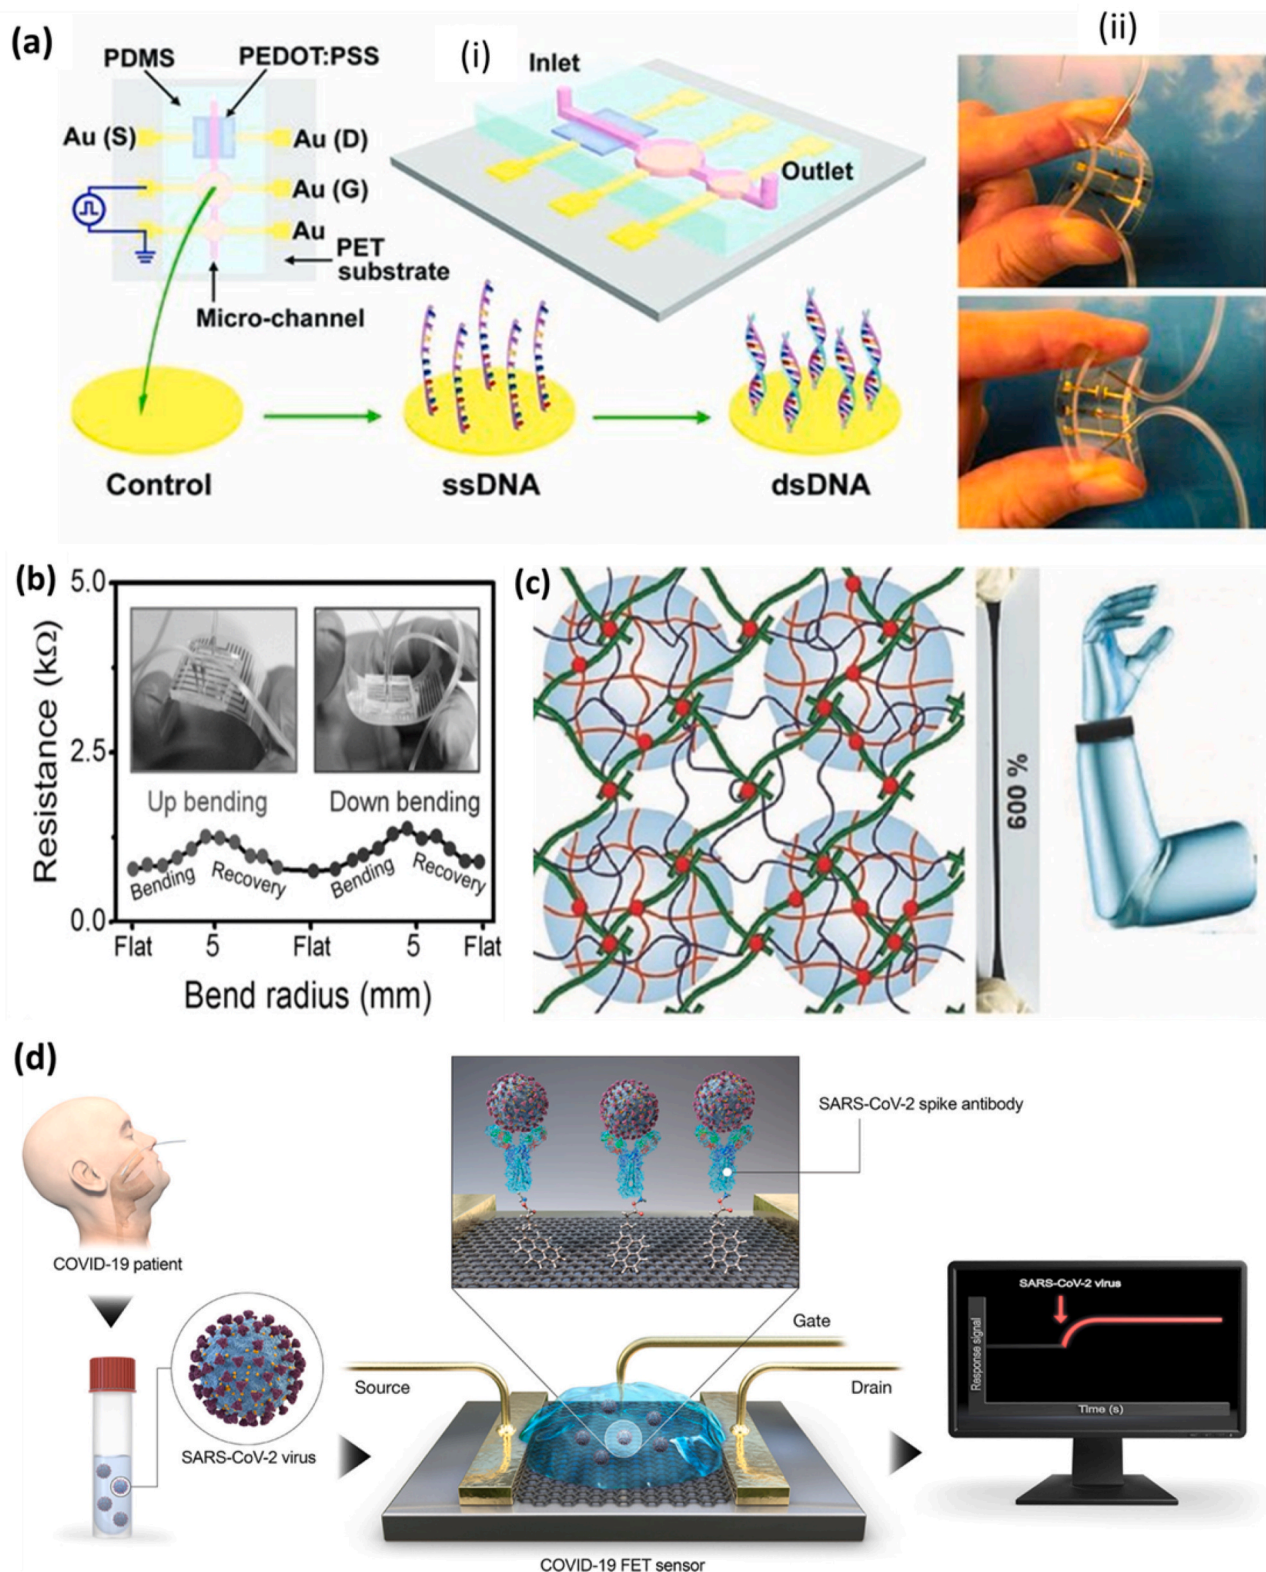 (a)
(i)
(ii)
PDMS
PEDOT:PSS
Inlet
Au (S)
Au (D)
Au (G)
Outlet
Au
PET
substrate
Micro-channel
Control
ssDNA
dsDNA
(b)
5.0
2.5
0.0
Resistance (kΩ)
Up bending
Down bending
Bending
Recovery
Bending
Recovery
Flat
5
Flat
5
Flat
Bend radius (mm)
(c)
600 %
(d)
COVID-19 patient
SARS-CoV-2 virus
SARS-CoV-2 spike antibody
Source
Gate
Drain
COVID-19 FET sensor
SARS-CoV-2 virus
Response signal
Time (s)